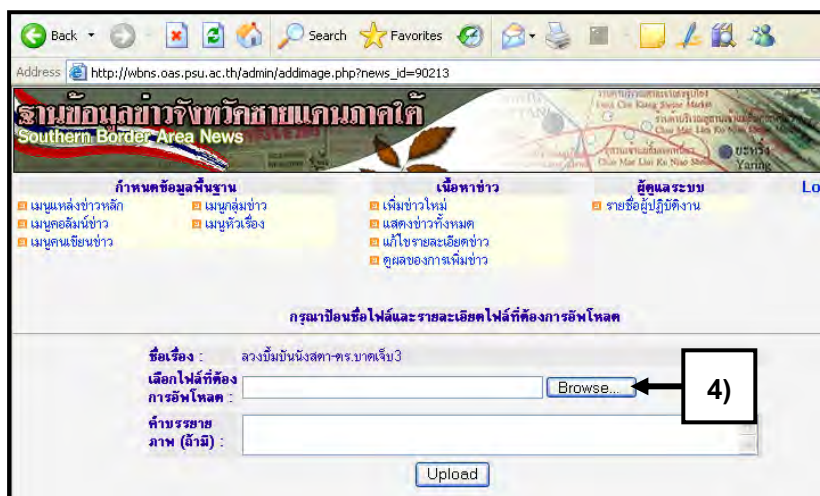 Back Search Favorites
Address http://wbns.oas.psu.ac.th/admin/addimage.php?news_id=90213
ฐานข้อมูลข่าวจังหวัดชายแดนภาคใต้
Southern Border Area News
ยะหริ่ง
Yaring
กำหนดข้อมูลพื้นฐาน เนื้อหาข่าว ผู้ดูแลระบบ Lo
เมนูแหล่งข่าวหลัก เมนูกลุ่มข่าว เพิ่มข่าวใหม่ รายชื่อผู้ปฏิบัติงาน
เมนูคอลัมน์ข่าว เมนูหัวเรื่อง แสดงข่าวทั้งหมด
เมนูคนเขียนข่าว แก้ไขรายละเอียดข่าว
ดูผลของการเพิ่มข่าว
กรุณาป้อนชื่อไฟล์และรายละเอียดไฟล์ที่ต้องการอัพโหลด
ชื่อเรื่อง : ลวงบึ้มบันนังสตา-ตร.บาดเจ็บ3
เลือกไฟล์ที่ต้อง
การอัพโหลด : Browse... 4)
คำบรรยาย
ภาพ (ถ้ามี) :
Upload